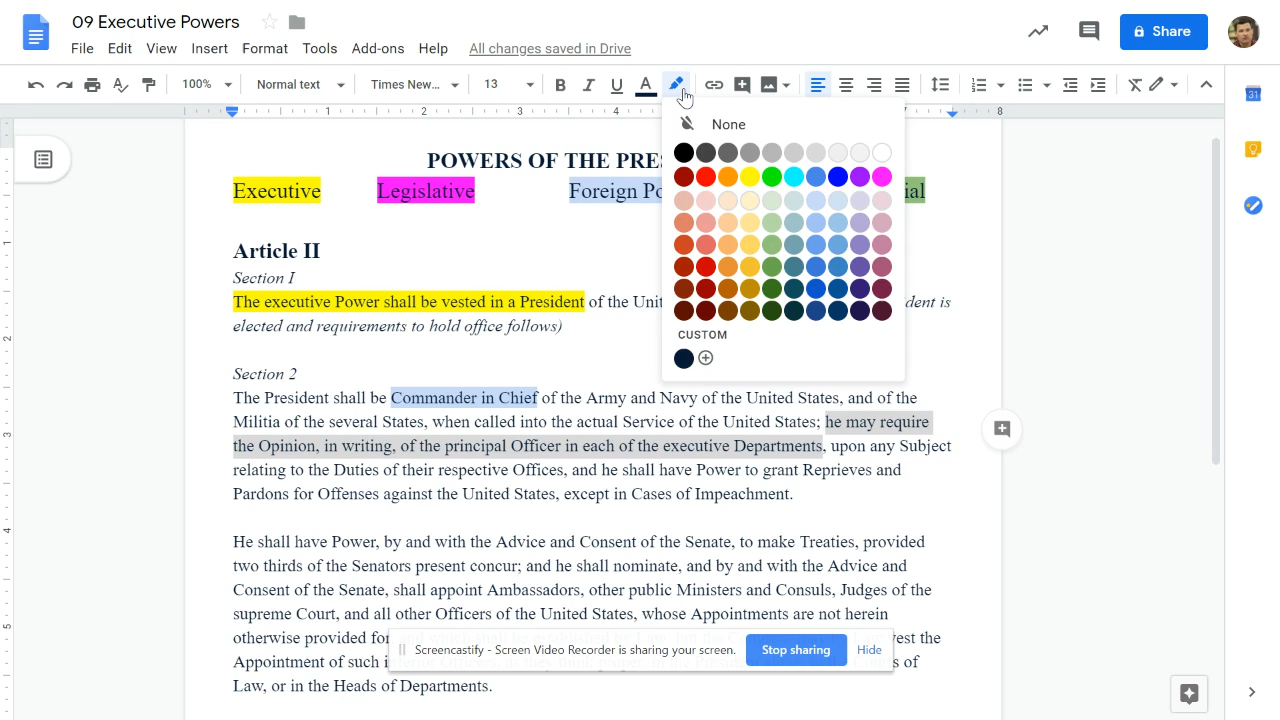 09 Executive Powers
File Edit View Insert Format Tools Add-ons Help All changes saved in Drive
Share
100% Normal text Times New... 13 B I U A
1 2 3 4 8
31
None
POWERS OF THE PRES
Executive Legislative Foreign Po ial
Article II
Section I
The executive Power shall be vested in a President of the Unit dent is
elected and requirements to hold office follows)
CUSTOM
Section 2
The President shall be Commander in Chief of the Army and Navy of the United States, and of the
Militia of the several States, when called into the actual Service of the United States; he may require
the Opinion, in writing, of the principal Officer in each of the executive Departments, upon any Subject
relating to the Duties of their respective Offices, and he shall have Power to grant Reprieves and
Pardons for Offenses against the United States, except in Cases of Impeachment.
He shall have Power, by and with the Advice and Consent of the Senate, to make Treaties, provided
two thirds of the Senators present concur; and he shall nominate, and by and with the Advice and
Consent of the Senate, shall appoint Ambassadors, other public Ministers and Consuls, Judges of the
supreme Court, and all other Officers of the United States, whose Appointments are not herein
otherwise provided for vest the
Screencastify - Screen Video Recorder is sharing your screen. Stop sharing Hide
Appointment of such i s of
Law, or in the Heads of Departments.
1
2
3
4
5